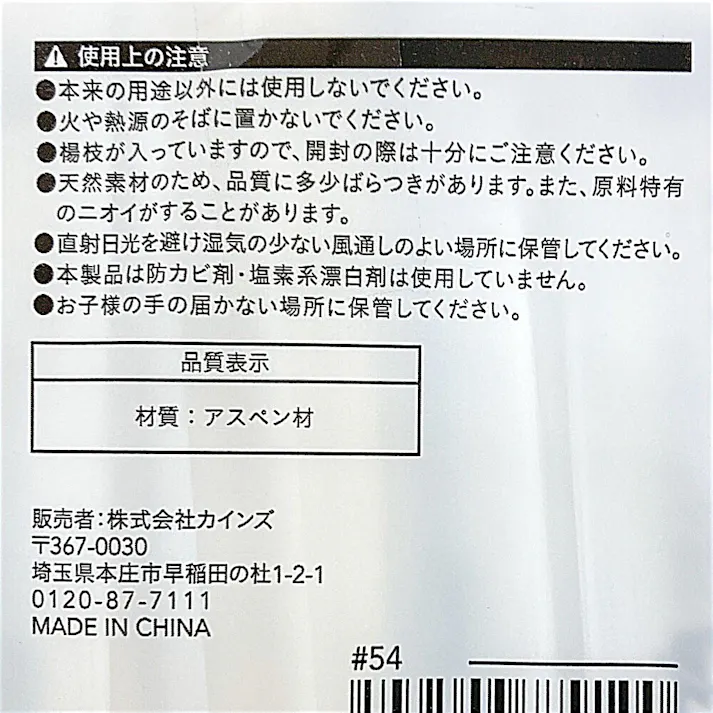 ⚠ 使用上の注意
●本来の用途以外には使用しないでください。
●火や熱源のそばに置かないでください。
●楊枝が入っていますので、開封の際は十分にご注意ください。
●天然素材のため、品質に多少ばらつきがあります。また、原料特有
のニオイがすることがあります。
●直射日光を避け湿気の少ない風通しのよい場所に保管してください。
●本製品は防カビ剤・塩素系漂白剤は使用していません。
●お子様の手の届かない場所に保管してください。
品質表示
材質：アスペン材
販売者：株式会社カインズ
〒367-0030
埼玉県本庄市早稲田の杜1-2-1
0120-87-7111
MADE IN CHINA
#54